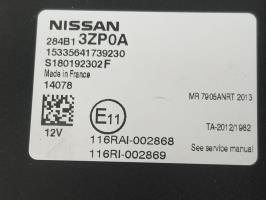 NISSAN
284B1 3ZP0A
15335641739230
S180192302F
Made in France
14078
MR 7905ANRT 2013
E11
12V
TA-2012/1962
116RAI-002868
See service manual
116RI-002869